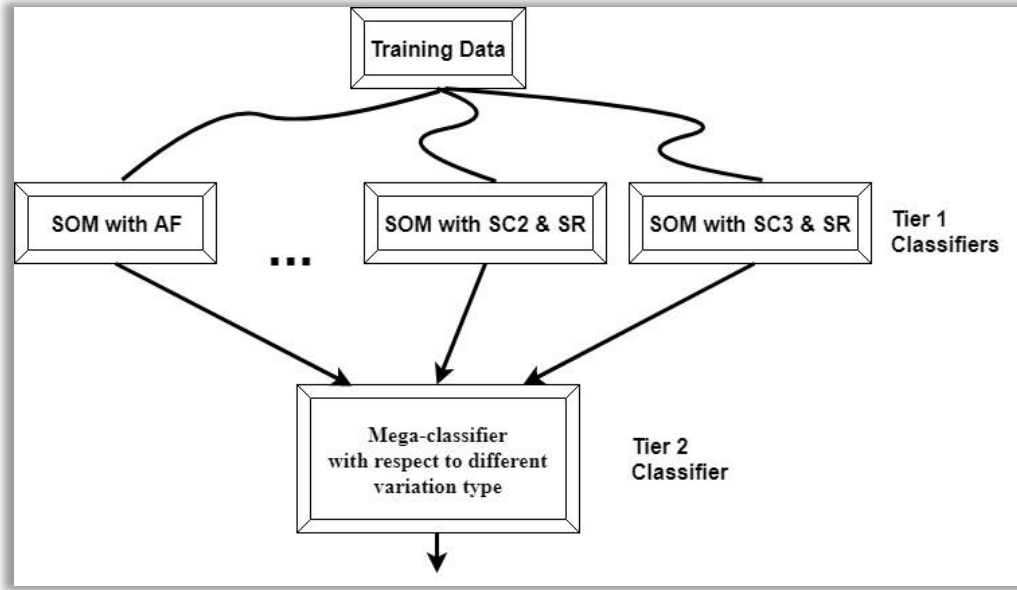 Training Data
SOM with AF
...
SOM with SC2 & SR
SOM with SC3 & SR
Tier 1
Classifiers
Mega-classifier
with respect to different
variation type
Tier 2
Classifier